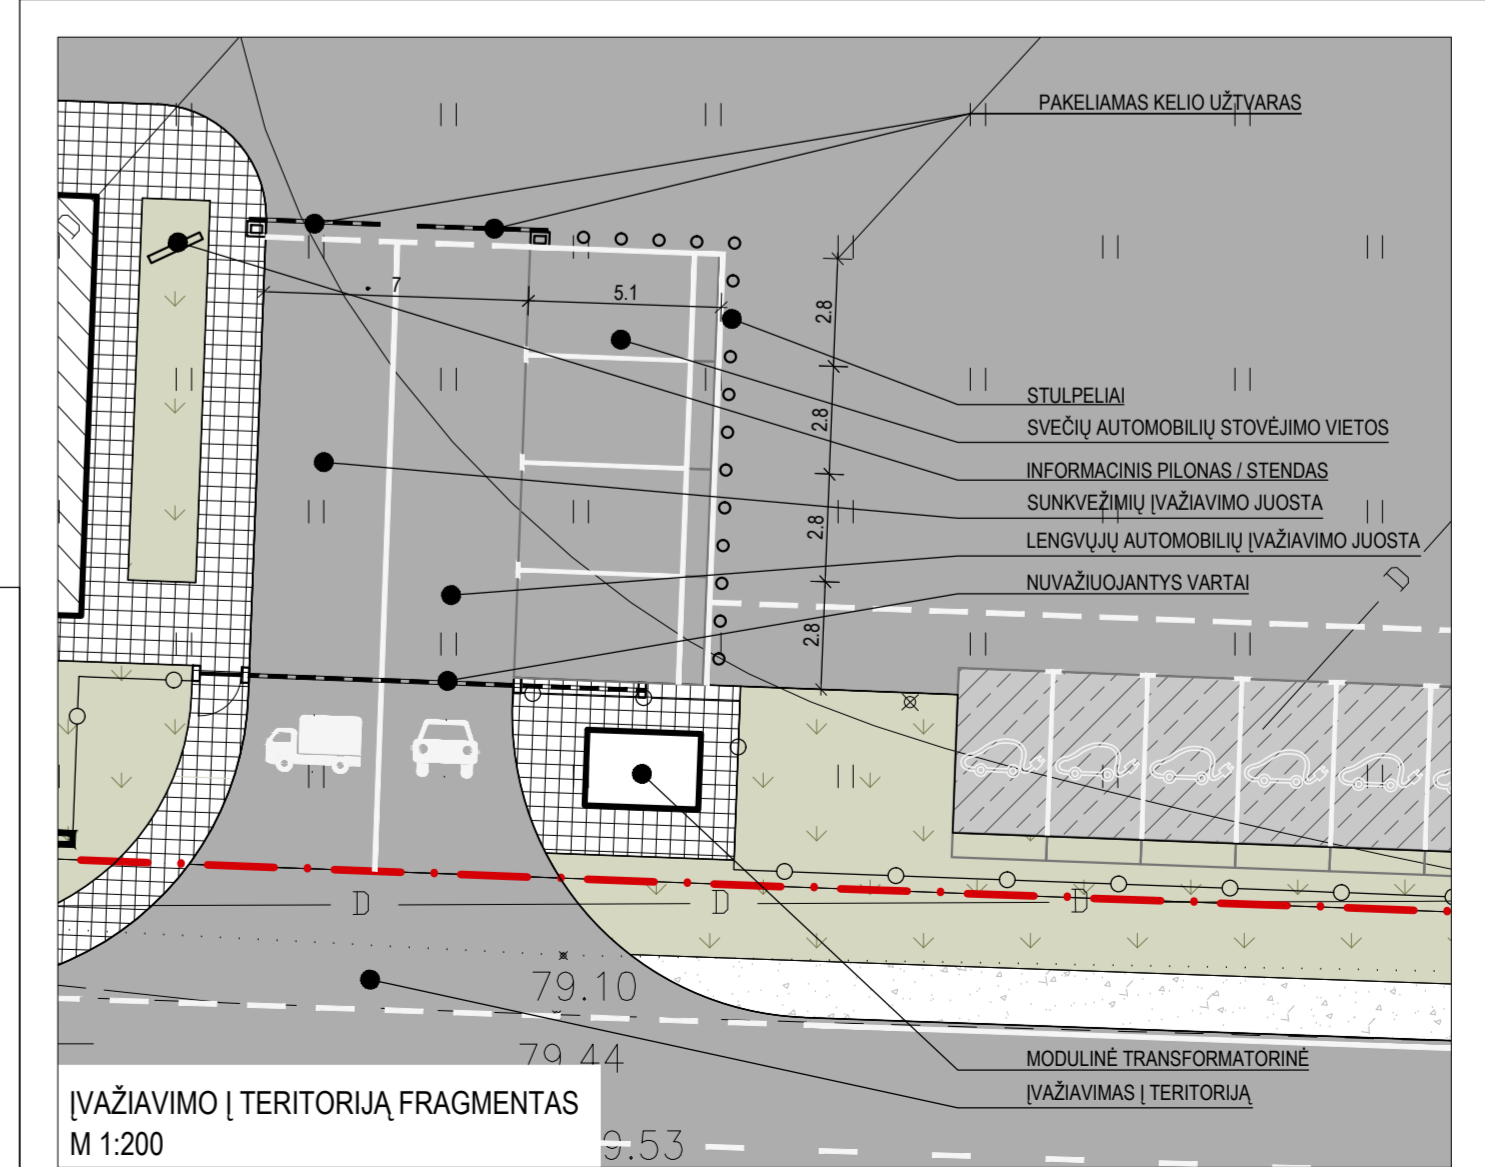 PAKELIAMAS KELIO UŽTVARAS
D
7
5.1
2.8
STULPELIAI
2.8
SVEČIŲ AUTOMOBILIŲ STOVĖJIMO VIETOS
INFORMACINIS PILONAS / STENDAS
SUNKVEŽIMIŲ ĮVAŽIAVIMO JUOSTA
2.8
LENGVŲJŲ AUTOMOBILIŲ ĮVAŽIAVIMO JUOSTA
NUVAŽIUOJANTYS VARTAI
D
2.8
D
D
D
79.10
79.44
MODULINĖ TRANSFORMATORINĖ
ĮVAŽIAVIMAS Į TERITORIJĄ
ĮVAŽIAVIMO Į TERITORIJĄ FRAGMENTAS
M 1:200
9.53